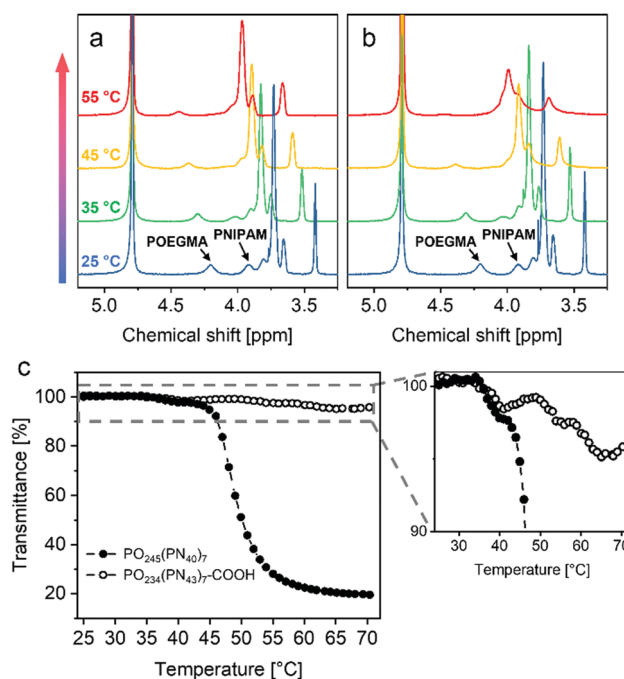 a
b
55 °C
45 °C
35 °C
25 °C
POEGMA
PNIPAM
POEGMA
PNIPAM
5.0 4.5 4.0 3.5
5.0 4.5 4.0 3.5
Chemical shift [ppm]
Chemical shift [ppm]
c
Transmittance [%]
100
80
60
40
20
PO245(PN40)7
PO234(PN43)7-COOH
25 30 35 40 45 50 55 60 65 70
Temperature [°C]
100
90
30 40 50 60 70
Temperature [°C]